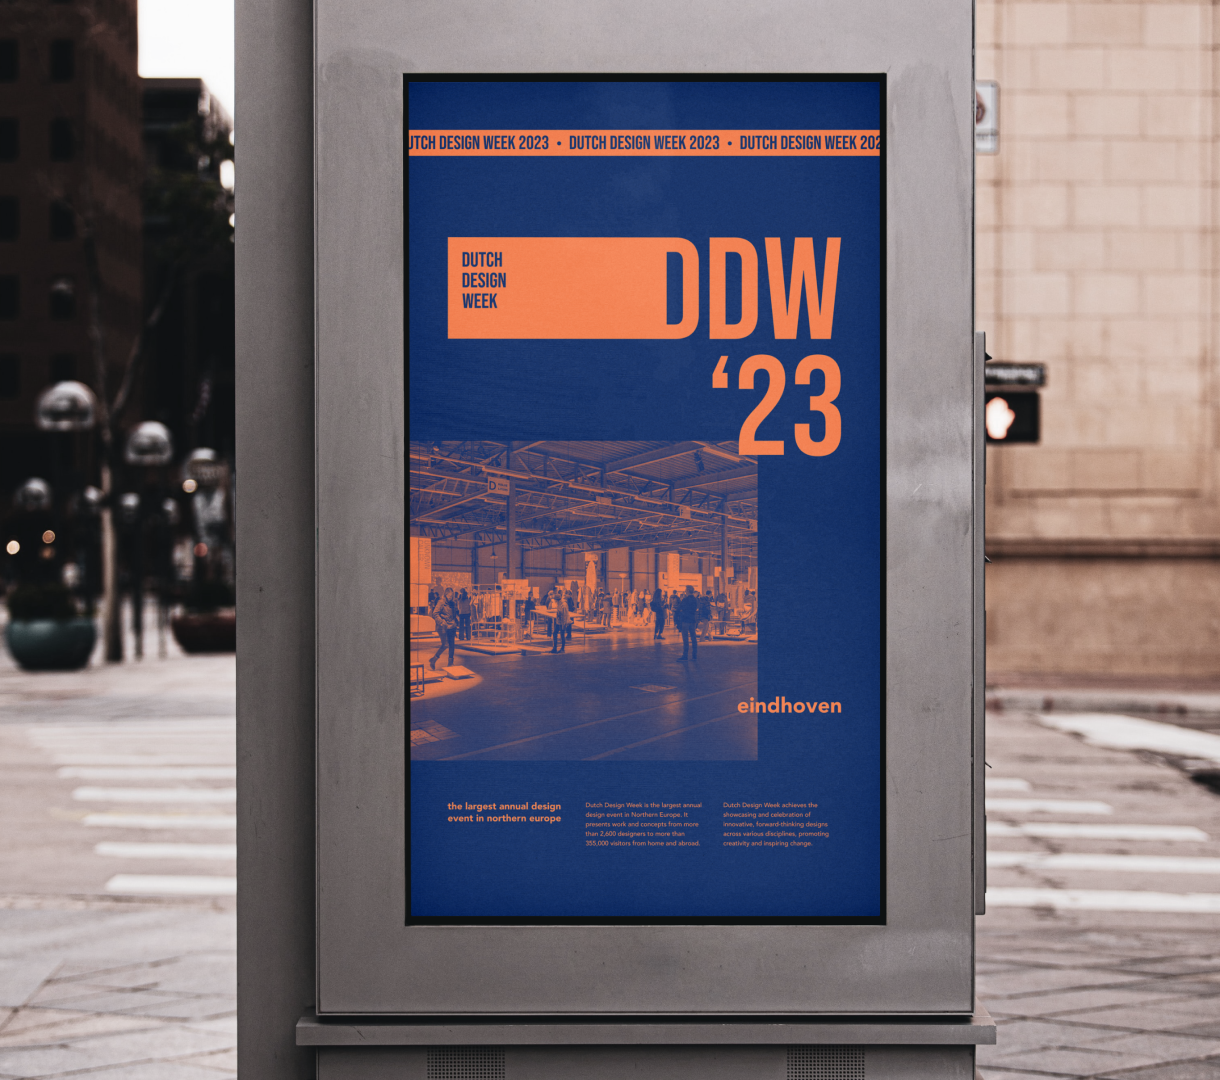 UTCH DESIGN WEEK 2023 • DUTCH DESIGN WEEK 2023 • DUTCH DESIGN WEEK 202
DUTCH
DESIGN
WEEK
DDW
‘23
D
eindhoven
the largest annual design
event in northern europe
Dutch Design Week is the largest annual
design event in Northern Europe. It
presents work and concepts from more
than 2,600 designers to more than
355,000 visitors from home and abroad.
Dutch Design Week achieves the
showcasing and celebration of
innovative, forward-thinking designs
across various disciplines, promoting
creativity and inspiring change.